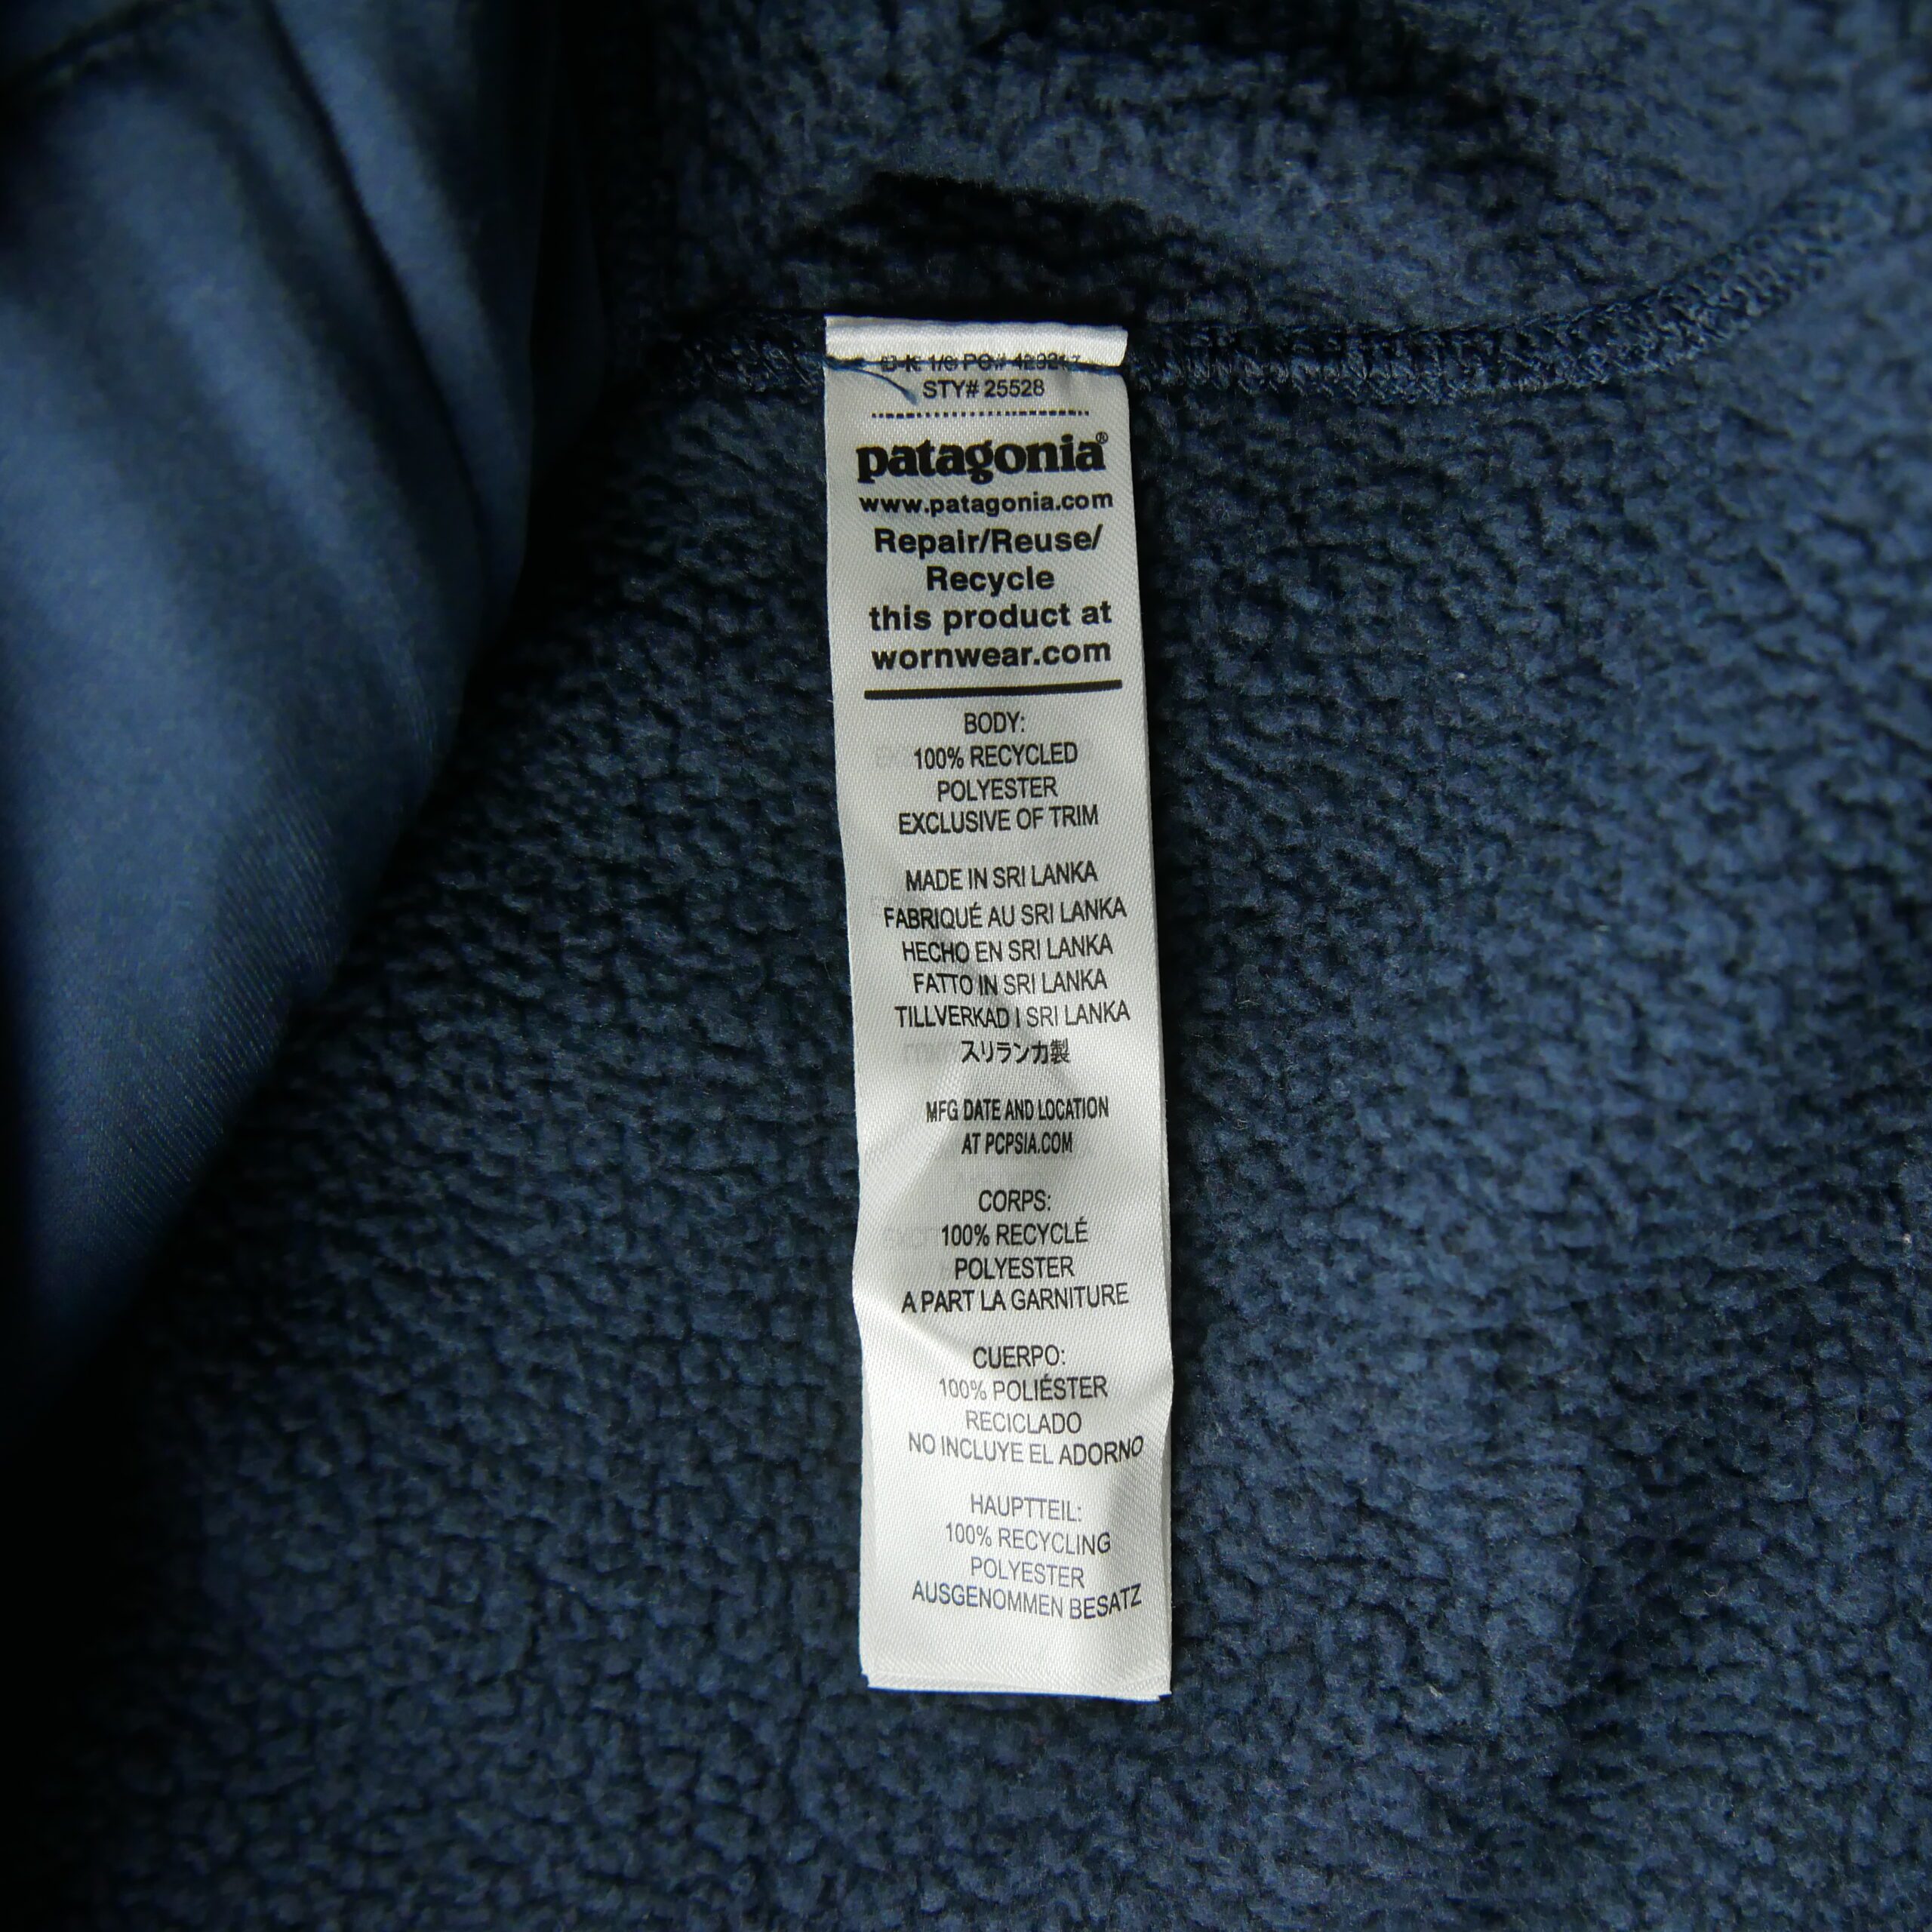 STY# 25528
patagonia®
www.patagonia.com
Repair/Reuse/
Recycle
this product at
wornwear.com
BODY:
100% RECYCLED
POLYESTER
EXCLUSIVE OF TRIM
MADE IN SRI LANKA
FABRIQUÉ AU SRI LANKA
HECHO EN SRI LANKA
FATTO IN SRI LANKA
TILLVERKAD I SRI LANKA
スリランカ製
MFG DATE AND LOCATION
AT PCPSIA.COM
CORPS:
100% RECYCLÉ
POLYESTER
A PART LA GARNITURE
CUERPO:
100% POLIÉSTER
RECICLADO
NO INCLUYE EL ADORNO
HAUPTTEIL:
100% RECYCLING
POLYESTER
AUSGENOMMEN BESATZ